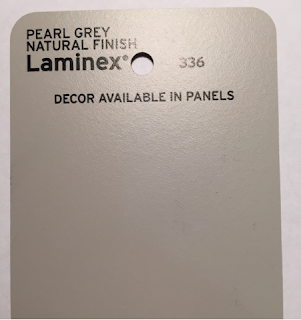 PEARL GREY
NATURAL FINISH
Laminex® 336
DECOR AVAILABLE IN PANELS